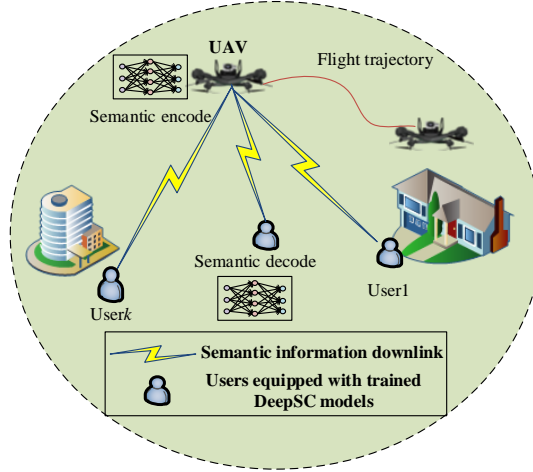 UAV
Flight trajectory
Semantic encode
Semantic decode
User1
Userk
Semantic information downlink
Users equipped with trained
DeepSC models